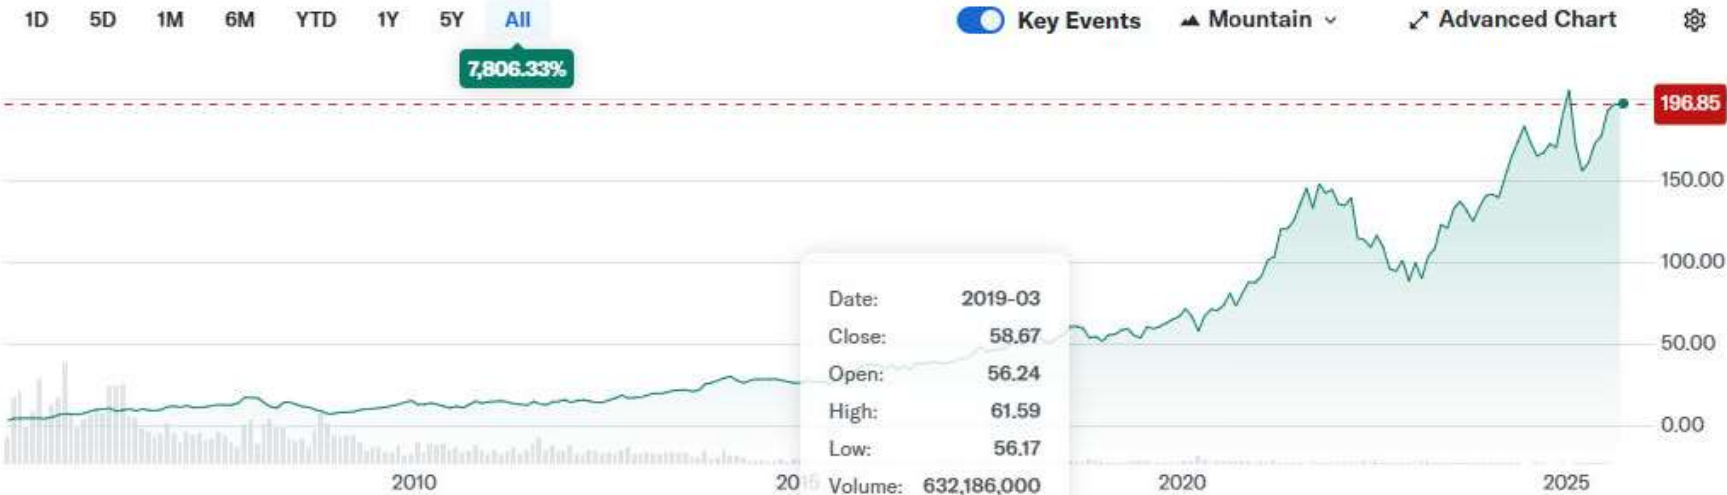 1D 5D 1M 6M YTD 1Y 5Y All Key Events Mountain Advanced Chart
7,806.33%
196.85
150.00
100.00
50.00
0.00
Date: 2019-03
Close: 58.67
Open: 56.24
High: 61.59
Low: 56.17
Volume: 632,186,000
2010 2015 2020 2025